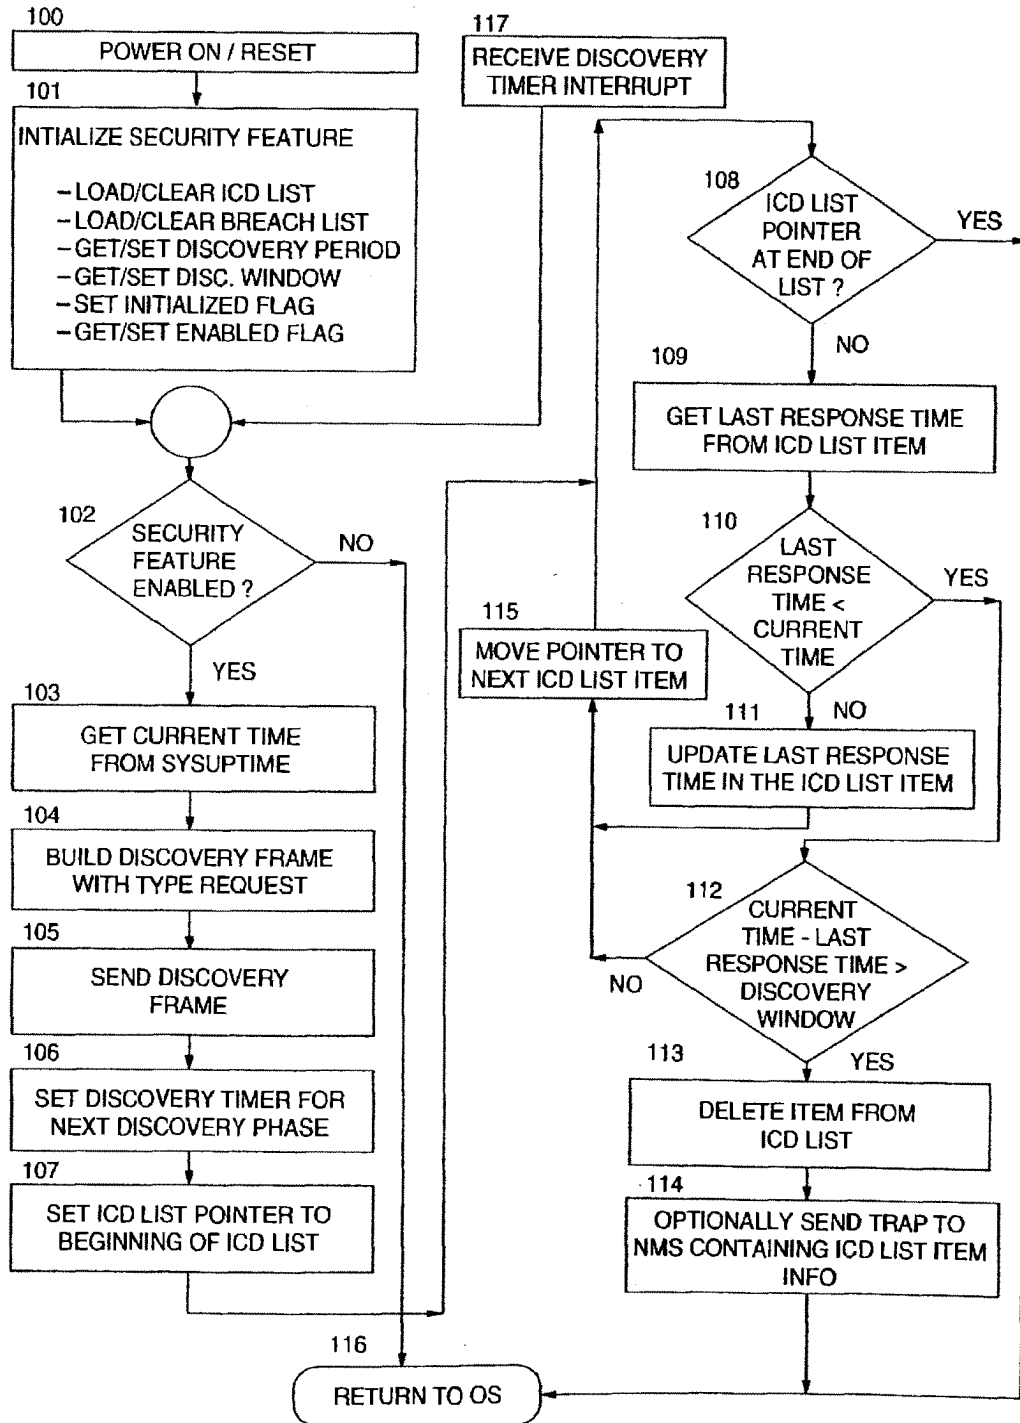 100
POWER ON / RESET
101
INTIALIZE SECURITY FEATURE
– LOAD/CLEAR ICD LIST
– LOAD/CLEAR BREACH LIST
– GET/SET DISCOVERY PERIOD
– GET/SET DISC. WINDOW
– SET INITIALIZED FLAG
– GET/SET ENABLED FLAG
102
SECURITY
FEATURE
ENABLED ?
NO
YES
103
GET CURRENT TIME
FROM SYSUPTIME
104
BUILD DISCOVERY FRAME
WITH TYPE REQUEST
105
SEND DISCOVERY
FRAME
106
SET DISCOVERY TIMER FOR
NEXT DISCOVERY PHASE
107
SET ICD LIST POINTER TO
BEGINNING OF ICD LIST
117
RECEIVE DISCOVERY
TIMER INTERRUPT
108
ICD LIST
POINTER
AT END OF
LIST ?
YES
NO
109
GET LAST RESPONSE TIME
FROM ICD LIST ITEM
110
LAST
RESPONSE
TIME <
CURRENT
TIME
YES
NO
111
UPDATE LAST RESPONSE
TIME IN THE ICD LIST ITEM
115
MOVE POINTER TO
NEXT ICD LIST ITEM
112
CURRENT
TIME - LAST
RESPONSE TIME >
DISCOVERY
WINDOW
NO
YES
113
DELETE ITEM FROM
ICD LIST
114
OPTIONALLY SEND TRAP TO
NMS CONTAINING ICD LIST ITEM
INFO
116
RETURN TO OS